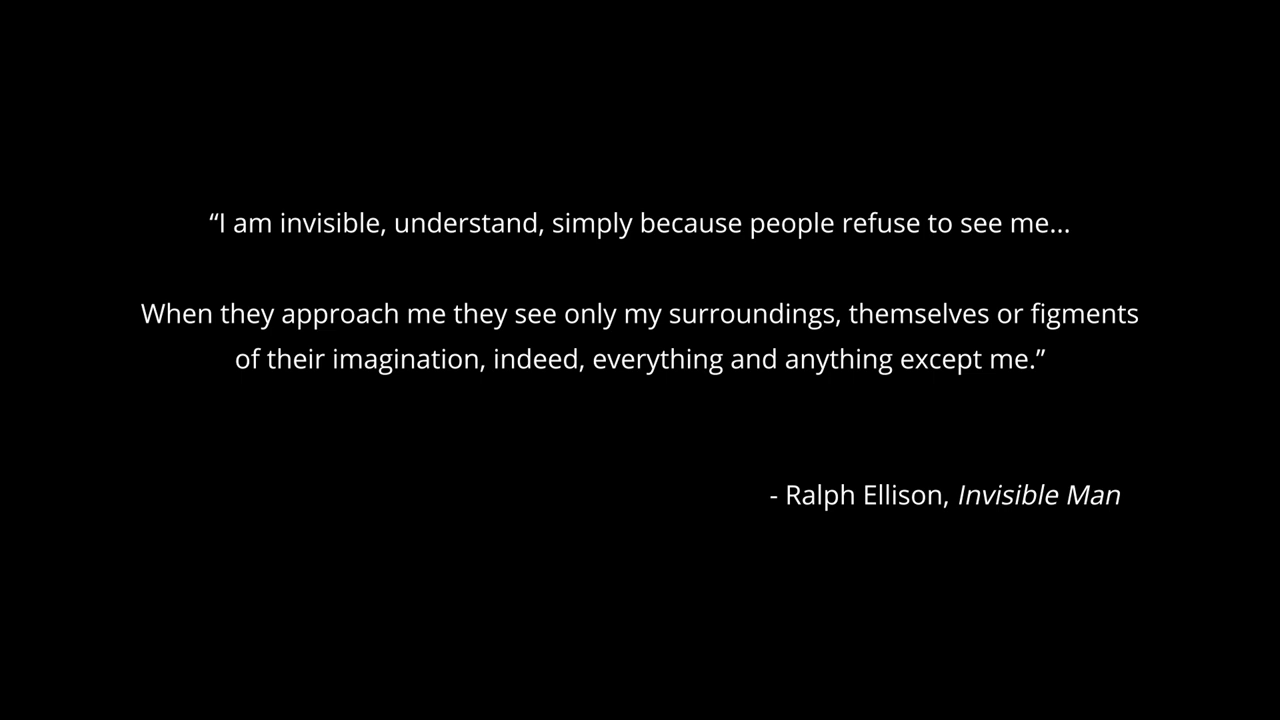 “I am invisible, understand, simply because people refuse to see me...
When they approach me they see only my surroundings, themselves or figments
of their imagination, indeed, everything and anything except me.”
- Ralph Ellison, Invisible Man